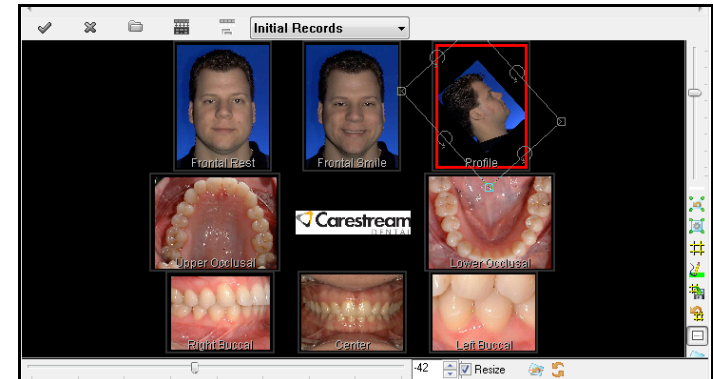 Initial Records
Frontal Rest
Frontal Smile
Profile
Upper Occlusal
Carestream
DENTAL
Lower Occlusal
Right Buccal
Center
Left Buccal
-42
Resize